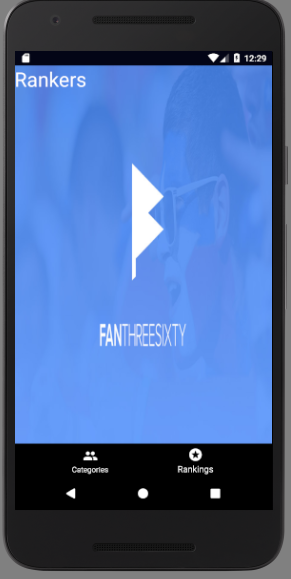 12:29
Rankers
FANTHREESIXTY
Categories
Rankings